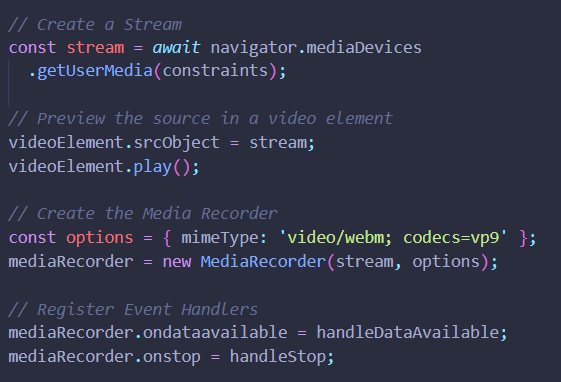 // Create a Stream
const stream = await navigator.mediaDevices
  .getUserMedia(constraints);
// Preview the source in a video element
videoElement.srcObject = stream;
videoElement.play();
// Create the Media Recorder
const options = { mimeType: 'video/webm; codecs=vp9' };
mediaRecorder = new MediaRecorder(stream, options);
// Register Event Handlers
mediaRecorder.ondataavailable = handleDataAvailable;
mediaRecorder.onstop = handleStop;